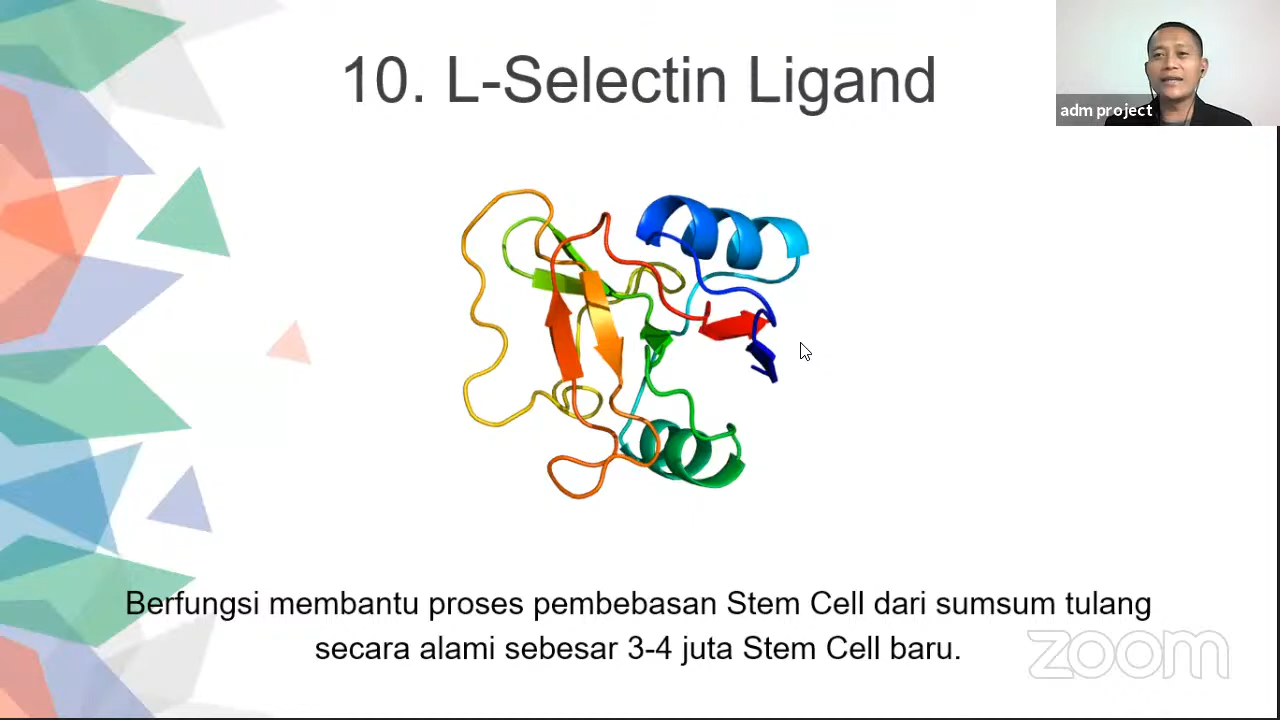 10. L-Selectin Ligand
adm project
Berfungsi membantu proses pembebasan Stem Cell dari sumsum tulang
secara alami sebesar 3-4 juta Stem Cell baru.
zoom